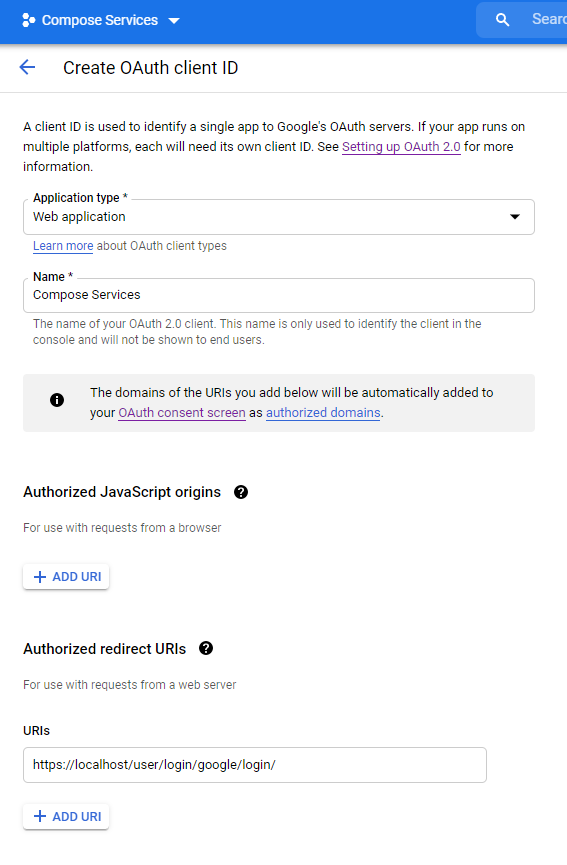 Compose Services
Sear
Create OAuth client ID
A client ID is used to identify a single app to Google's OAuth servers. If your app runs on
multiple platforms, each will need its own client ID. See Setting up OAuth 2.0 for more
information.
Application type *
Web application
Learn more about OAuth client types
Name *
Compose Services
The name of your OAuth 2.0 client. This name is only used to identify the client in the
console and will not be shown to end users.
The domains of the URIs you add below will be automatically added to
your OAuth consent screen as authorized domains.
Authorized JavaScript origins
For use with requests from a browser
ADD URI
Authorized redirect URIs
For use with requests from a web server
URIs
https://localhost/user/login/google/login/
ADD URI